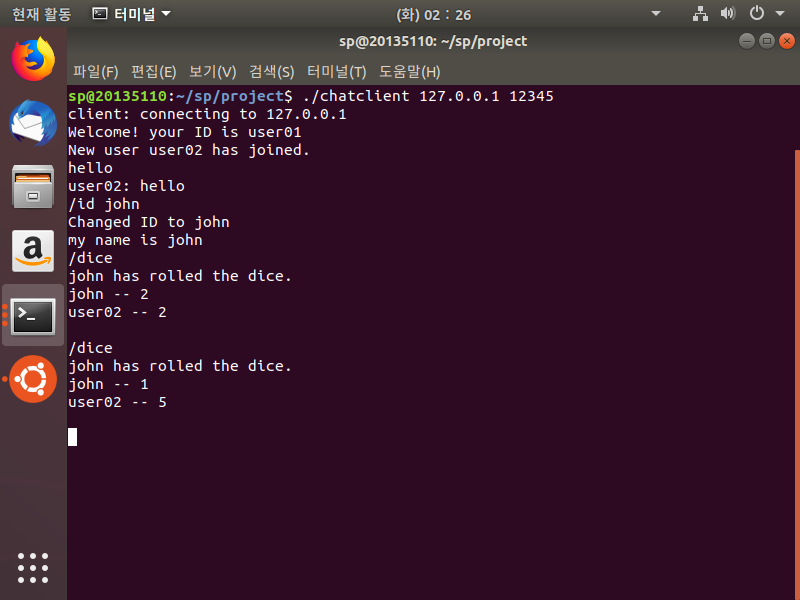 현재 활동 터미널 (화) 02 : 26
sp@20135110: ~/sp/project
파일(F) 편집(E) 보기(V) 검색(S) 터미널(T) 도움말(H)
sp@20135110:~/sp/project$ ./chatclient 127.0.0.1 12345
client: connecting to 127.0.0.1
Welcome! your ID is user01
New user user02 has joined.
hello
user02: hello
/id john
Changed ID to john
my name is john
/dice
john has rolled the dice.
john -- 2
user02 -- 2
/dice
john has rolled the dice.
john -- 1
user02 -- 5